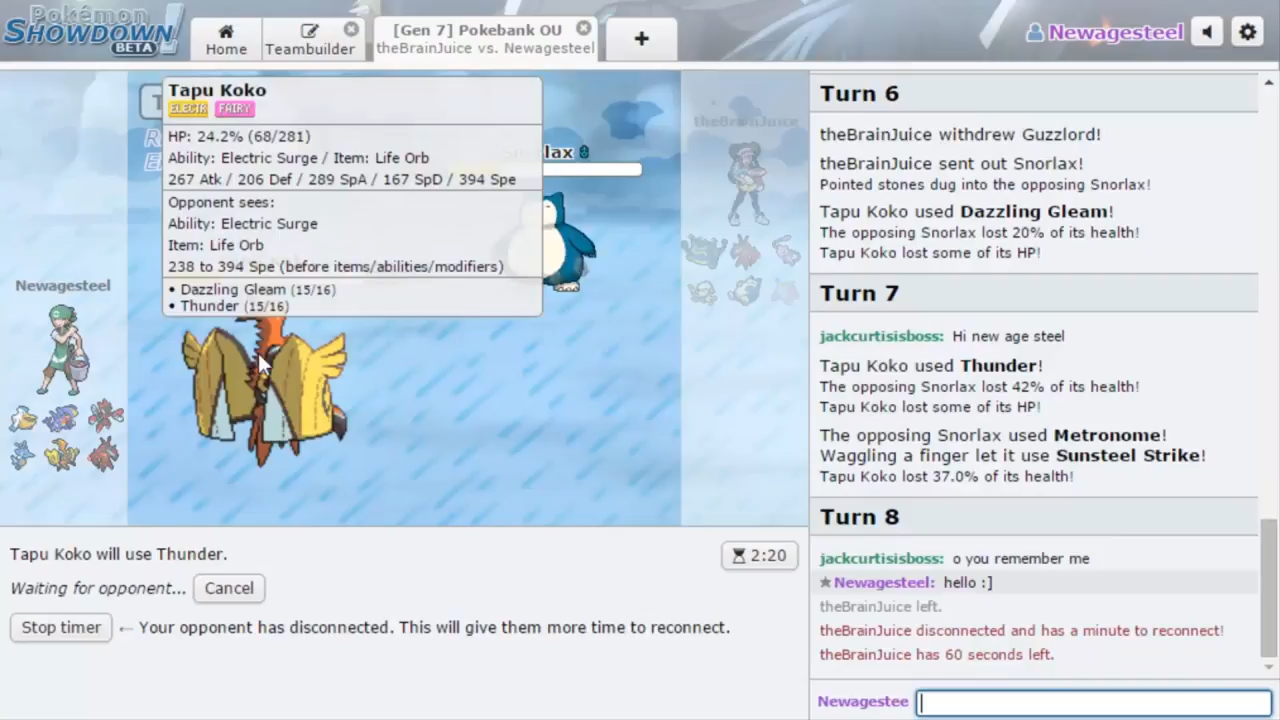 Pokémon
SHOWDOWN!
BETA
Home
Teambuilder
[Gen 7] Pokebank OU
theBrainJuice vs. Newagesteel
+
Newagesteel
Tapu Koko
ELECTR FAIRY
HP: 24.2% (68/281)
Ability: Electric Surge / Item: Life Orb
267 Atk / 206 Def / 289 SpA / 167 SpD / 394 Spe
Opponent sees:
Ability: Electric Surge
Item: Life Orb
238 to 394 Spe (before items/abilities/modifiers)
• Dazzling Gleam (15/16)
• Thunder (15/16)
theBrainJuice
Newagesteel
Tapu Koko will use Thunder.
2:20
Waiting for opponent... Cancel
Stop timer ← Your opponent has disconnected. This will give them more time to reconnect.
Turn 6
theBrainJuice withdrew Guzzlord!
theBrainJuice sent out Snorlax!
Pointed stones dug into the opposing Snorlax!
Tapu Koko used Dazzling Gleam!
The opposing Snorlax lost 20% of its health!
Tapu Koko lost some of its HP!
Turn 7
jackcurtisisboss: Hi new age steel
Tapu Koko used Thunder!
The opposing Snorlax lost 42% of its health!
Tapu Koko lost some of its HP!
The opposing Snorlax used Metronome!
Waggling a finger let it use Sunsteel Strike!
Tapu Koko lost 37.0% of its health!
Turn 8
jackcurtisisboss: o you remember me
★Newagesteel: hello :]
theBrainJuice left.
theBrainJuice disconnected and has a minute to reconnect!
theBrainJuice has 60 seconds left.
Newagestee